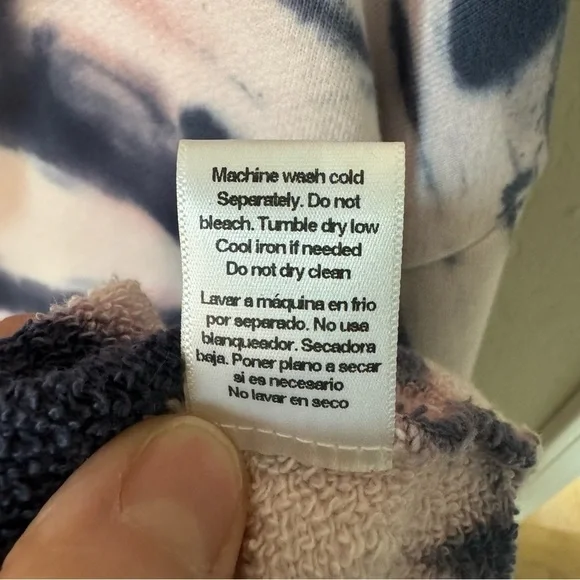 Machine wash cold
Separately. Do not
bleach. Tumble dry low
Cool iron if needed
Do not dry clean
Lavar a máquina en frio
por separado. No usa
blanqueador. Secadora
baja. Poner plano a secar
si es necesario
No lavar en seco